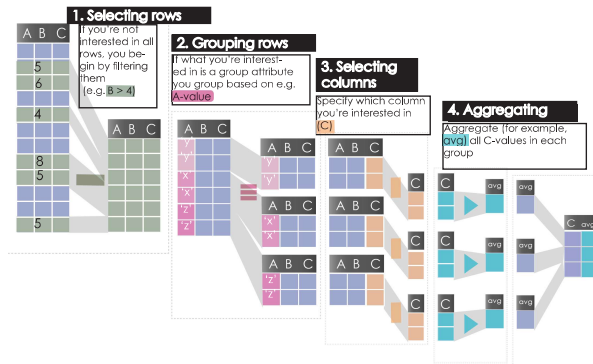 1. Selecting rows
A B C
If you're not
interested in all
rows, you be-
gin by filtering
them
(e.g. B > 4)
5
6
4
8
5
5
A B C
2. Grouping rows
If what you're interest-
ed in is a group attribute
you group based on e.g.
A-value
A B C
'y'
'y'
'x'
'x'
'z'
'z'
A B C
'y'
'y'
A B C
'x'
'x'
A B C
'z'
'z'
3. Selecting
columns
Specify which column
you're interested in
(C)
A B C
C
A B C
C
A B C
C
4. Aggregating
Aggregate (for example,
avg) all C-values in each
group
C
avg
C
avg
C
avg
avg
avg
avg
C avg